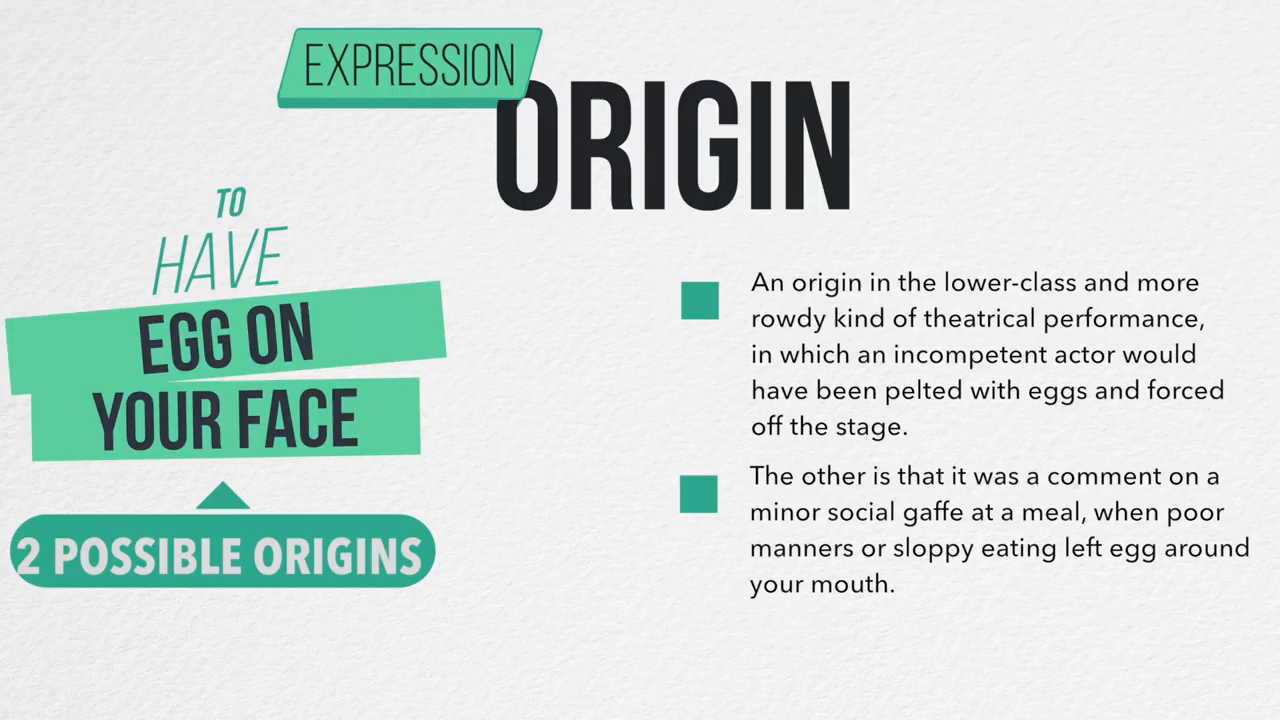 EXPRESSION
ORIGIN
TO
HAVE
EGG ON
YOUR FACE
2 POSSIBLE ORIGINS
An origin in the lower-class and more
rowdy kind of theatrical performance,
in which an incompetent actor would
have been pelted with eggs and forced
off the stage.
The other is that it was a comment on a
minor social gaffe at a meal, when poor
manners or sloppy eating left egg around
your mouth.